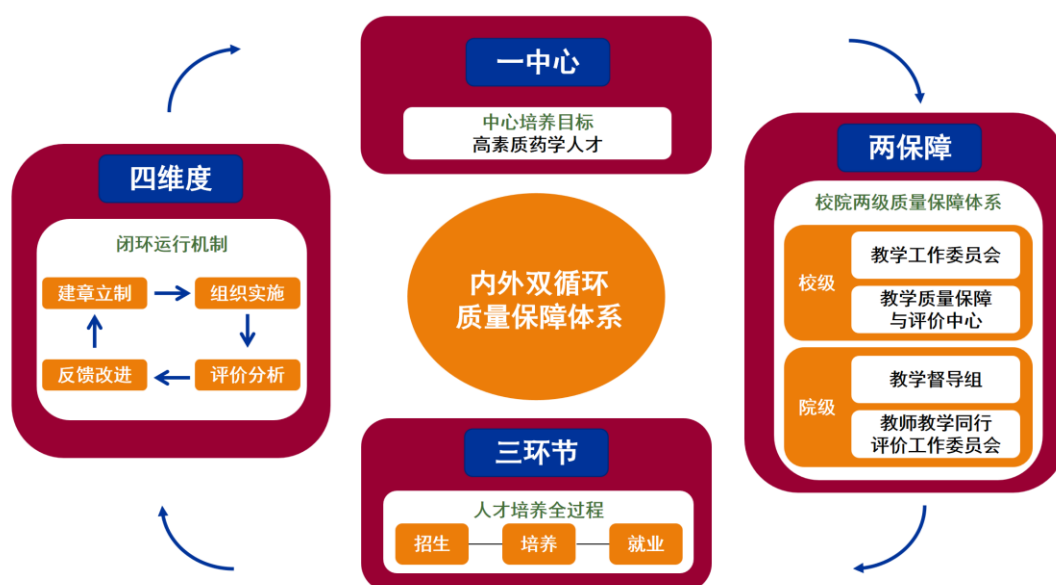 一中心
中心培养目标
高素质药学人才
两保障
校院两级质量保障体系
校级
教学工作委员会
教学质量保障
与评价中心
院级
教学督导组
教师教学同行
评价工作委员会
三环节
人才培养全过程
招生
培养
就业
四维度
闭环运行机制
建章立制
组织实施
反馈改进
评价分析
内外双循环
质量保障体系